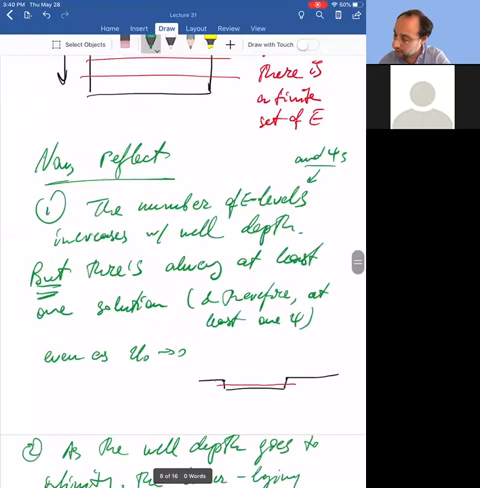 3:40 PM Thu May 28
50%
Lecture 31
Home Insert Draw Layout Review View
Select Objects
Draw with Touch
there is
a finite
set of E
Now reflect
and ψs
① The number of E-levels
increases w/ well depth.
But there's always at least
one solution (& therefore, at
least one ψ)
even as U₀ → 0
② As the well depth goes to
8 of 16 0 Words
infinity, the lower-lying